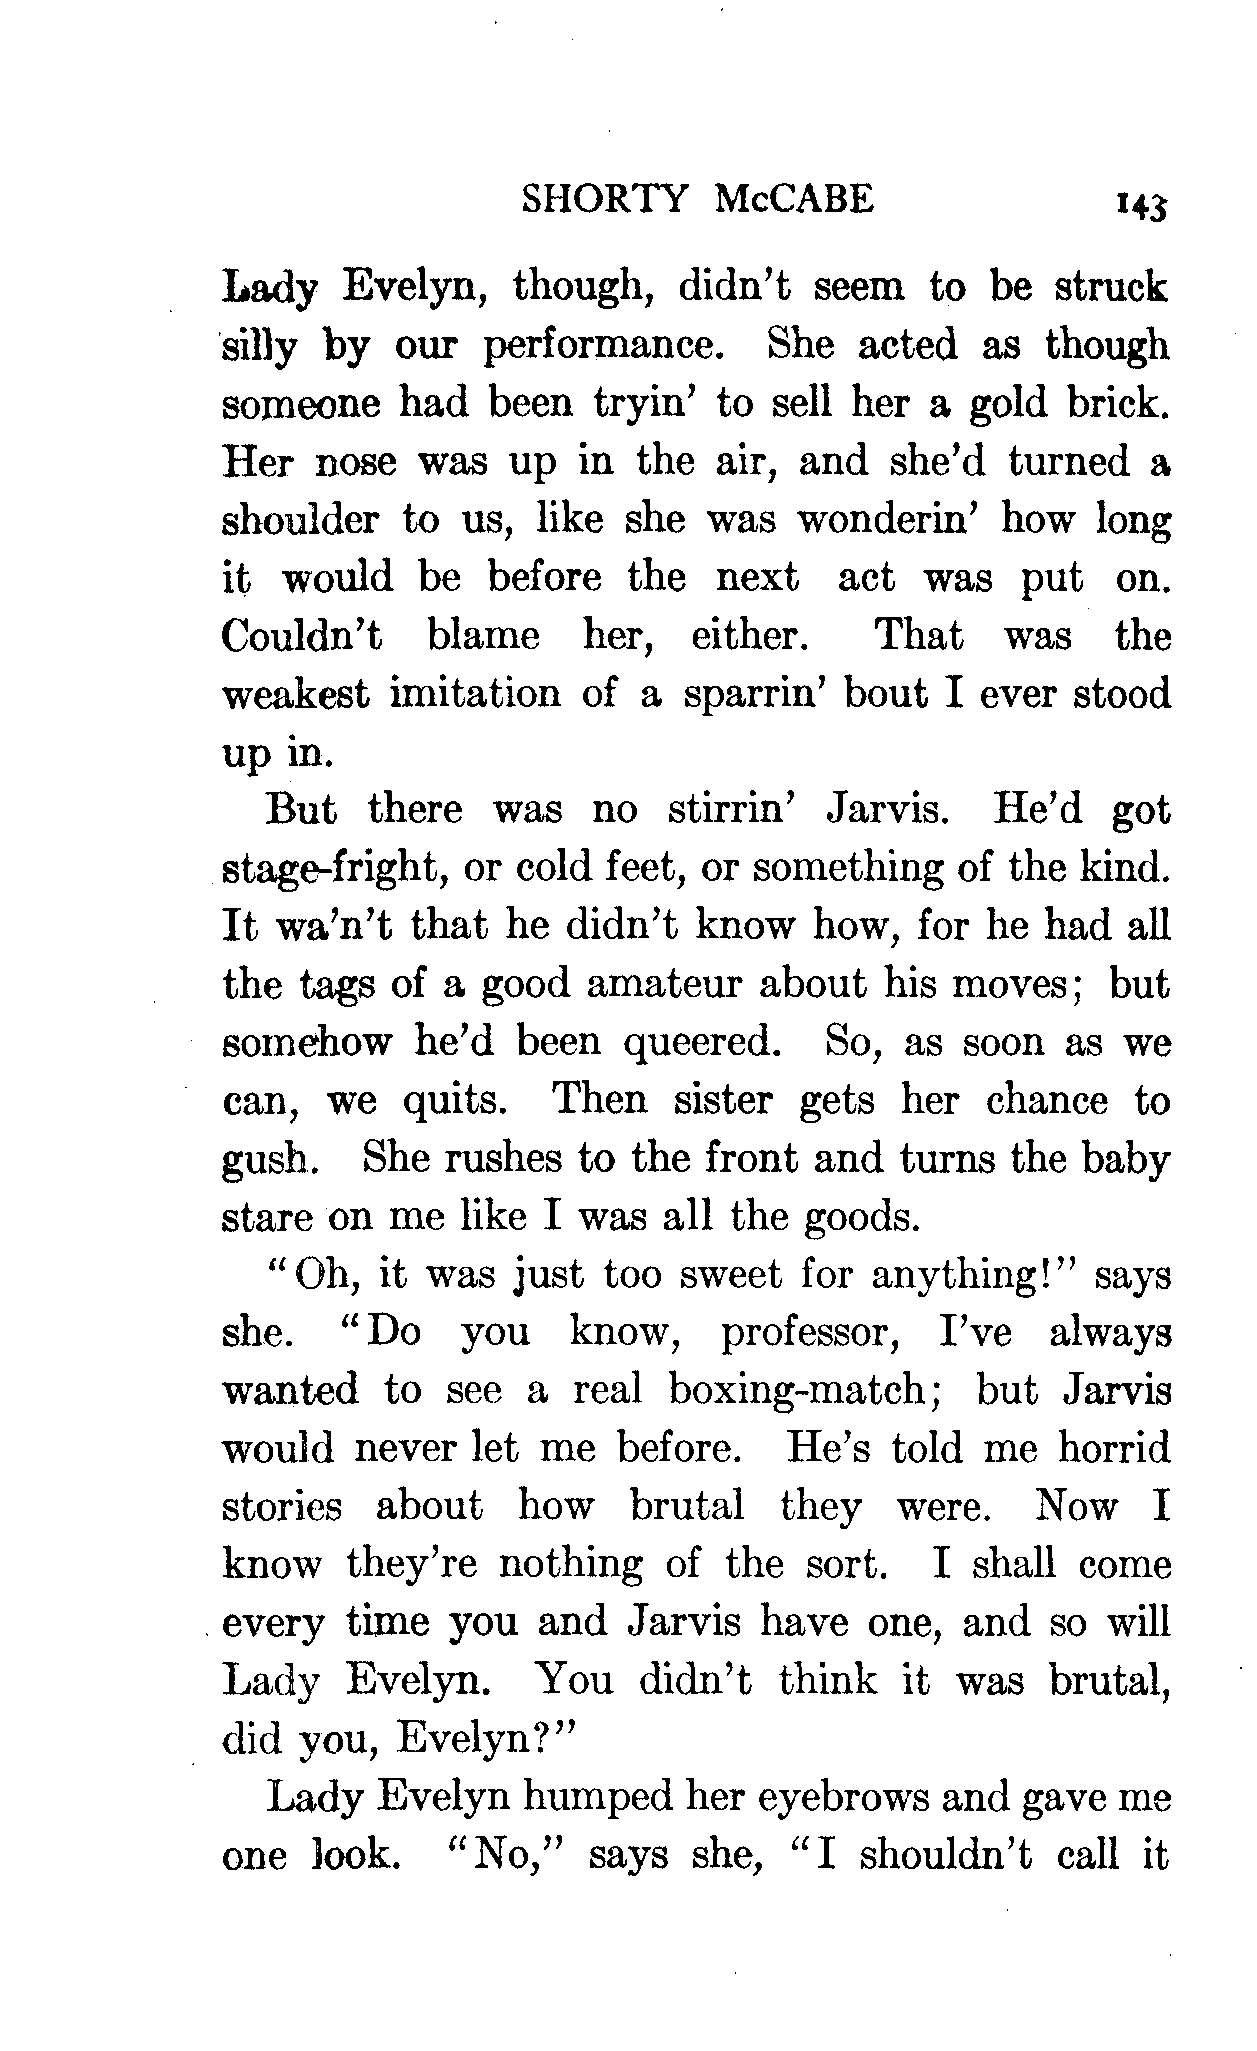 SHORTY McCABE 143
Lady Evelyn, though, didn't seem to be struck
silly by our performance. She acted as though
someone had been tryin' to sell her a gold brick.
Her nose was up in the air, and she'd turned a
shoulder to us, like she was wonderin' how long
it would be before the next act was put on.
Couldn't blame her, either. That was the
weakest imitation of a sparrin' bout I ever stood
up in.
But there was no stirrin' Jarvis. He'd got
stage-fright, or cold feet, or something of the kind.
It wa'n't that he didn't know how, for he had all
the tags of a good amateur about his moves; but
somehow he'd been queered. So, as soon as we
can, we quits. Then sister gets her chance to
gush. She rushes to the front and turns the baby
stare on me like I was all the goods.
"Oh, it was just too sweet for anything!" says
she. "Do you know, professor, I've always
wanted to see a real boxing-match; but Jarvis
would never let me before. He's told me horrid
stories about how brutal they were. Now I
know they're nothing of the sort. I shall come
every time you and Jarvis have one, and so will
Lady Evelyn. You didn't think it was brutal,
did you, Evelyn?"
Lady Evelyn humped her eyebrows and gave me
one look. "No," says she, "I shouldn't call it